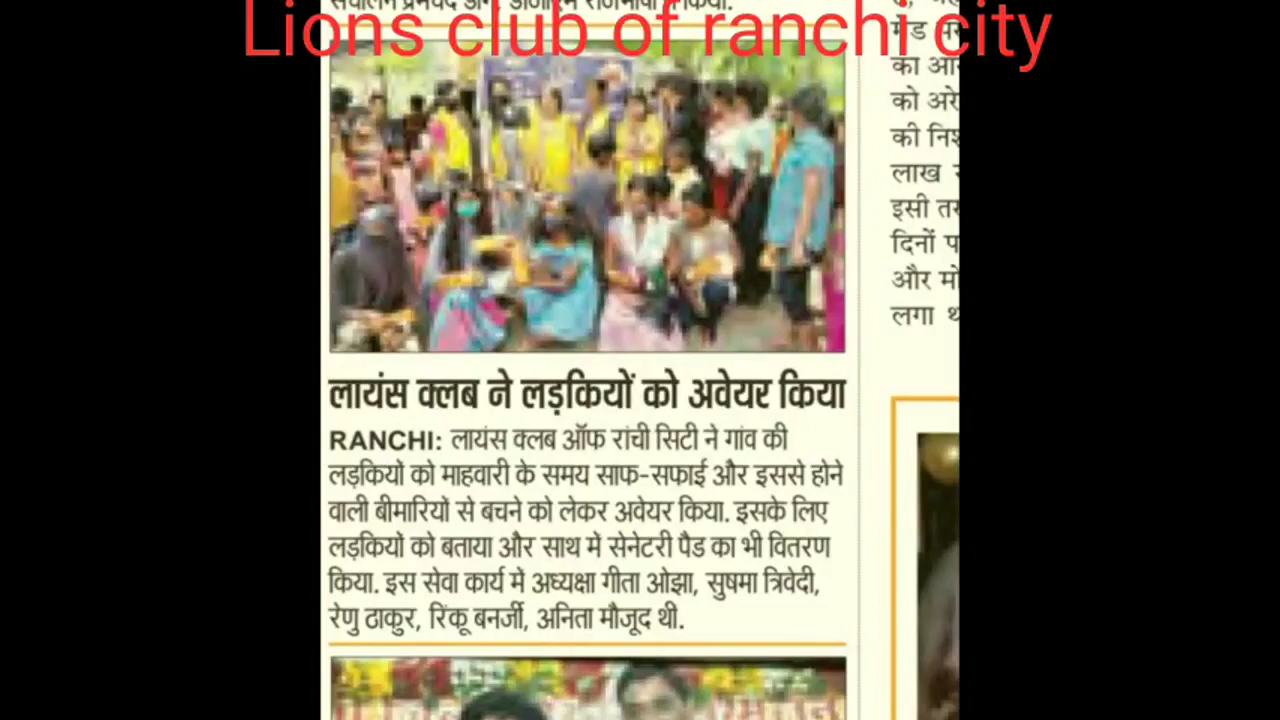 Lions club of ranchi city
लायंस क्लब ने लड़कियों को अवेयर किया
RANCHI: लायंस क्लब ऑफ रांची सिटी ने गांव की
लड़कियों को माहवारी के समय साफ-सफाई और इससे होने
वाली बीमारियों से बचने को लेकर अवेयर किया. इसके लिए
लड़कियों को बताया और साथ में सेनेटरी पैड का भी वितरण
किया. इस सेवा कार्य में अध्यक्षा गीता ओझा, सुषमा त्रिवेदी,
रेणु ठाकुर, रिंकू बनर्जी, अनिता मौजूद थी.
का
को अरे
की
लाख
इसी
दिनों
और
लगा